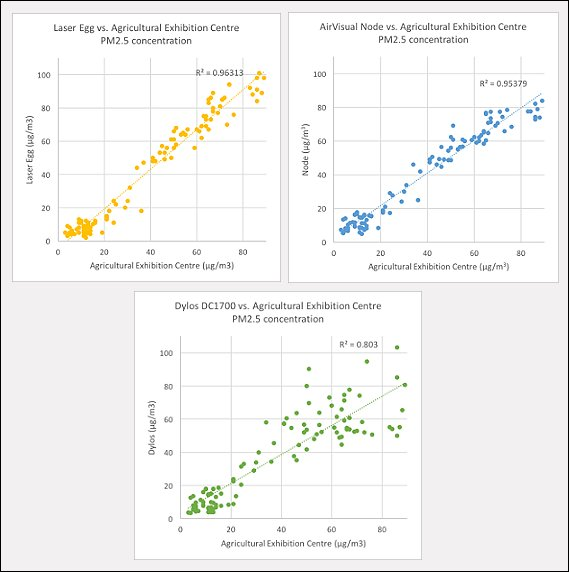 Laser Egg vs. Agricultural Exhibition Centre
PM2.5 concentration
R² = 0.96313
100
80
60
40
20
0
0 20 40 60 80
Laser Egg (µg/m3)
Agricultural Exhibition Centre (µg/m3)
AirVisual Node vs. Agricultural Exhibition Centre
PM2.5 concentration
R² = 0.95379
100
80
60
40
20
0
0 20 40 60 80
Node (µg/m³)
Agricultural Exhibition Centre (µg/m³)
Dylos DC1700 vs. Agricultural Exhibition Centre
PM2.5 concentration
R² = 0.803
100
80
60
40
20
0
0 20 40 60 80
Dylos (µg/m3)
Agricultural Exhibition Centre (µg/m3)